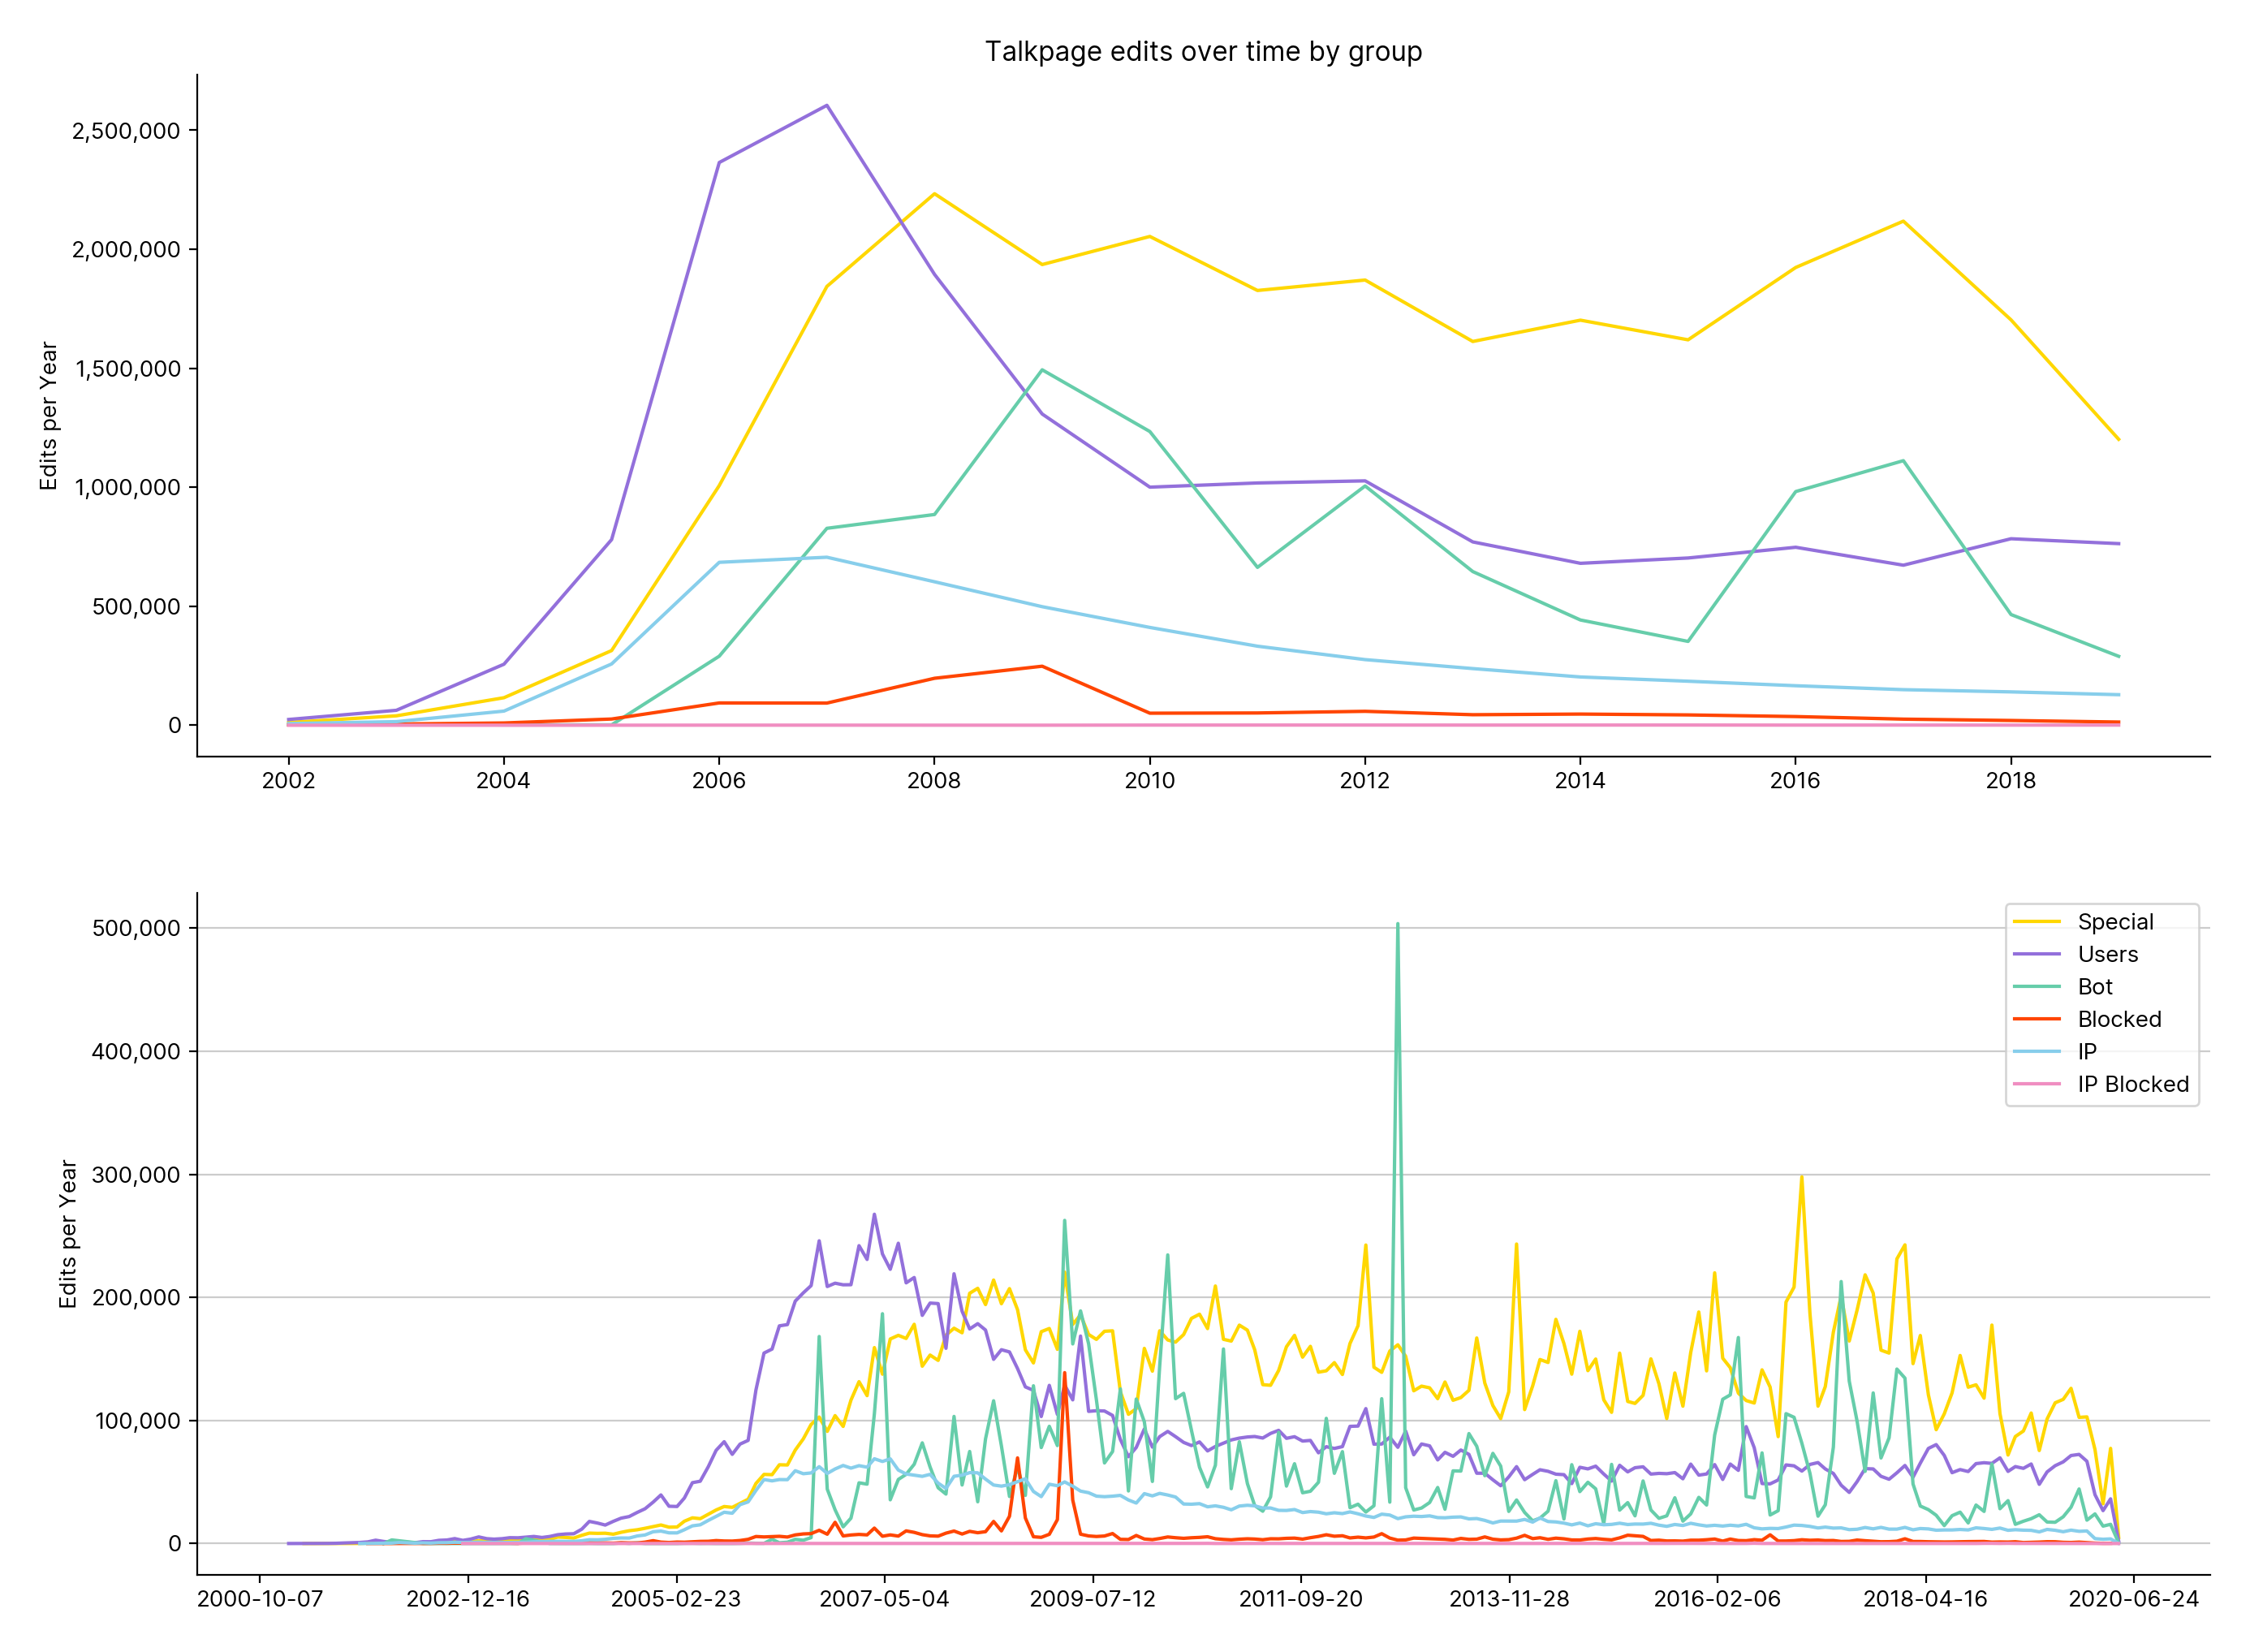 Talkpage edits over time by group
Edits per Year
2,500,000
2,000,000
1,500,000
1,000,000
500,000
0
2002 2004 2006 2008 2010 2012 2014 2016 2018
Edits per Year
500,000
400,000
300,000
200,000
100,000
0
Special
Users
Bot
Blocked
IP
IP Blocked
2000-10-07 2002-12-16 2005-02-23 2007-05-04 2009-07-12 2011-09-20 2013-11-28 2016-02-06 2018-04-16 2020-06-24